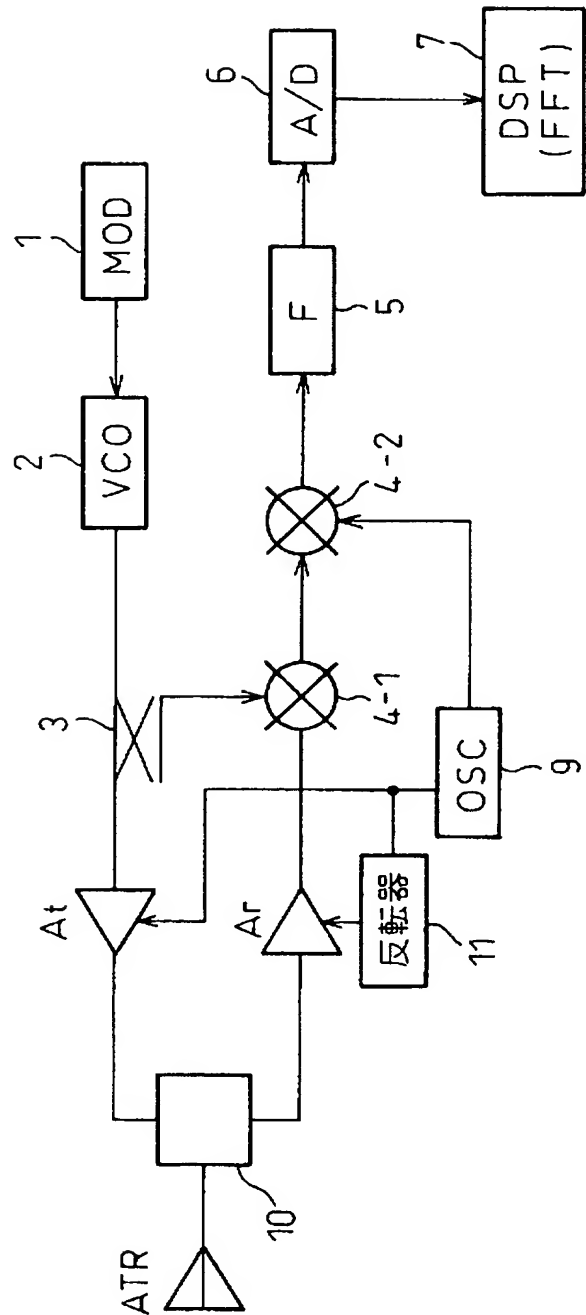 1
MOD
2
VCO
3
At
ATR
10
Ar
4-1
4-2
F
5
6
A/D
7
DSP
(FFT)
反転器
11
OSC
9